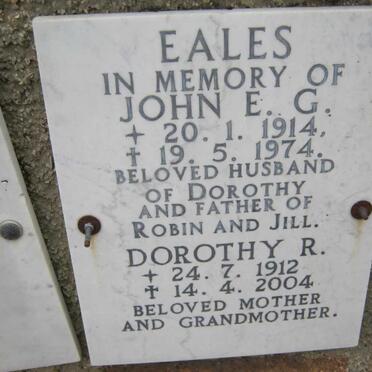 EALES
IN MEMORY OF
JOHN E. G.
+ 20. 1. 1914,
† 19. 5. 1974.
BELOVED HUSBAND
OF DOROTHY
AND FATHER OF
ROBIN AND JILL.
DOROTHY R.
+ 24. 7. 1912
† 14. 4. 2004
BELOVED MOTHER
AND GRANDMOTHER.